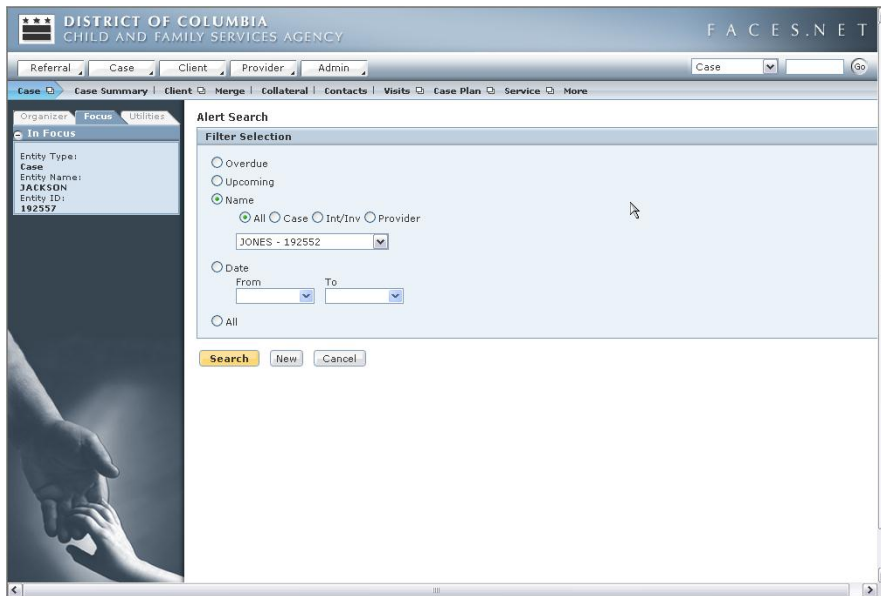 DISTRICT OF COLUMBIA
CHILD AND FAMILY SERVICES AGENCY
FACES.NET
Referral Case Client Provider Admin Case Go
Case Case Summary | Client Merge | Collateral | Contacts | Visits Case Plan Service More
Organizer Focus Utilities
In Focus
Entity Type:
Case
Entity Name:
JACKSON
Entity ID:
192557
Alert Search
Filter Selection
Overdue
Upcoming
Name
All Case Int/Inv Provider
JONES - 192552
Date
From To
All
Search New Cancel